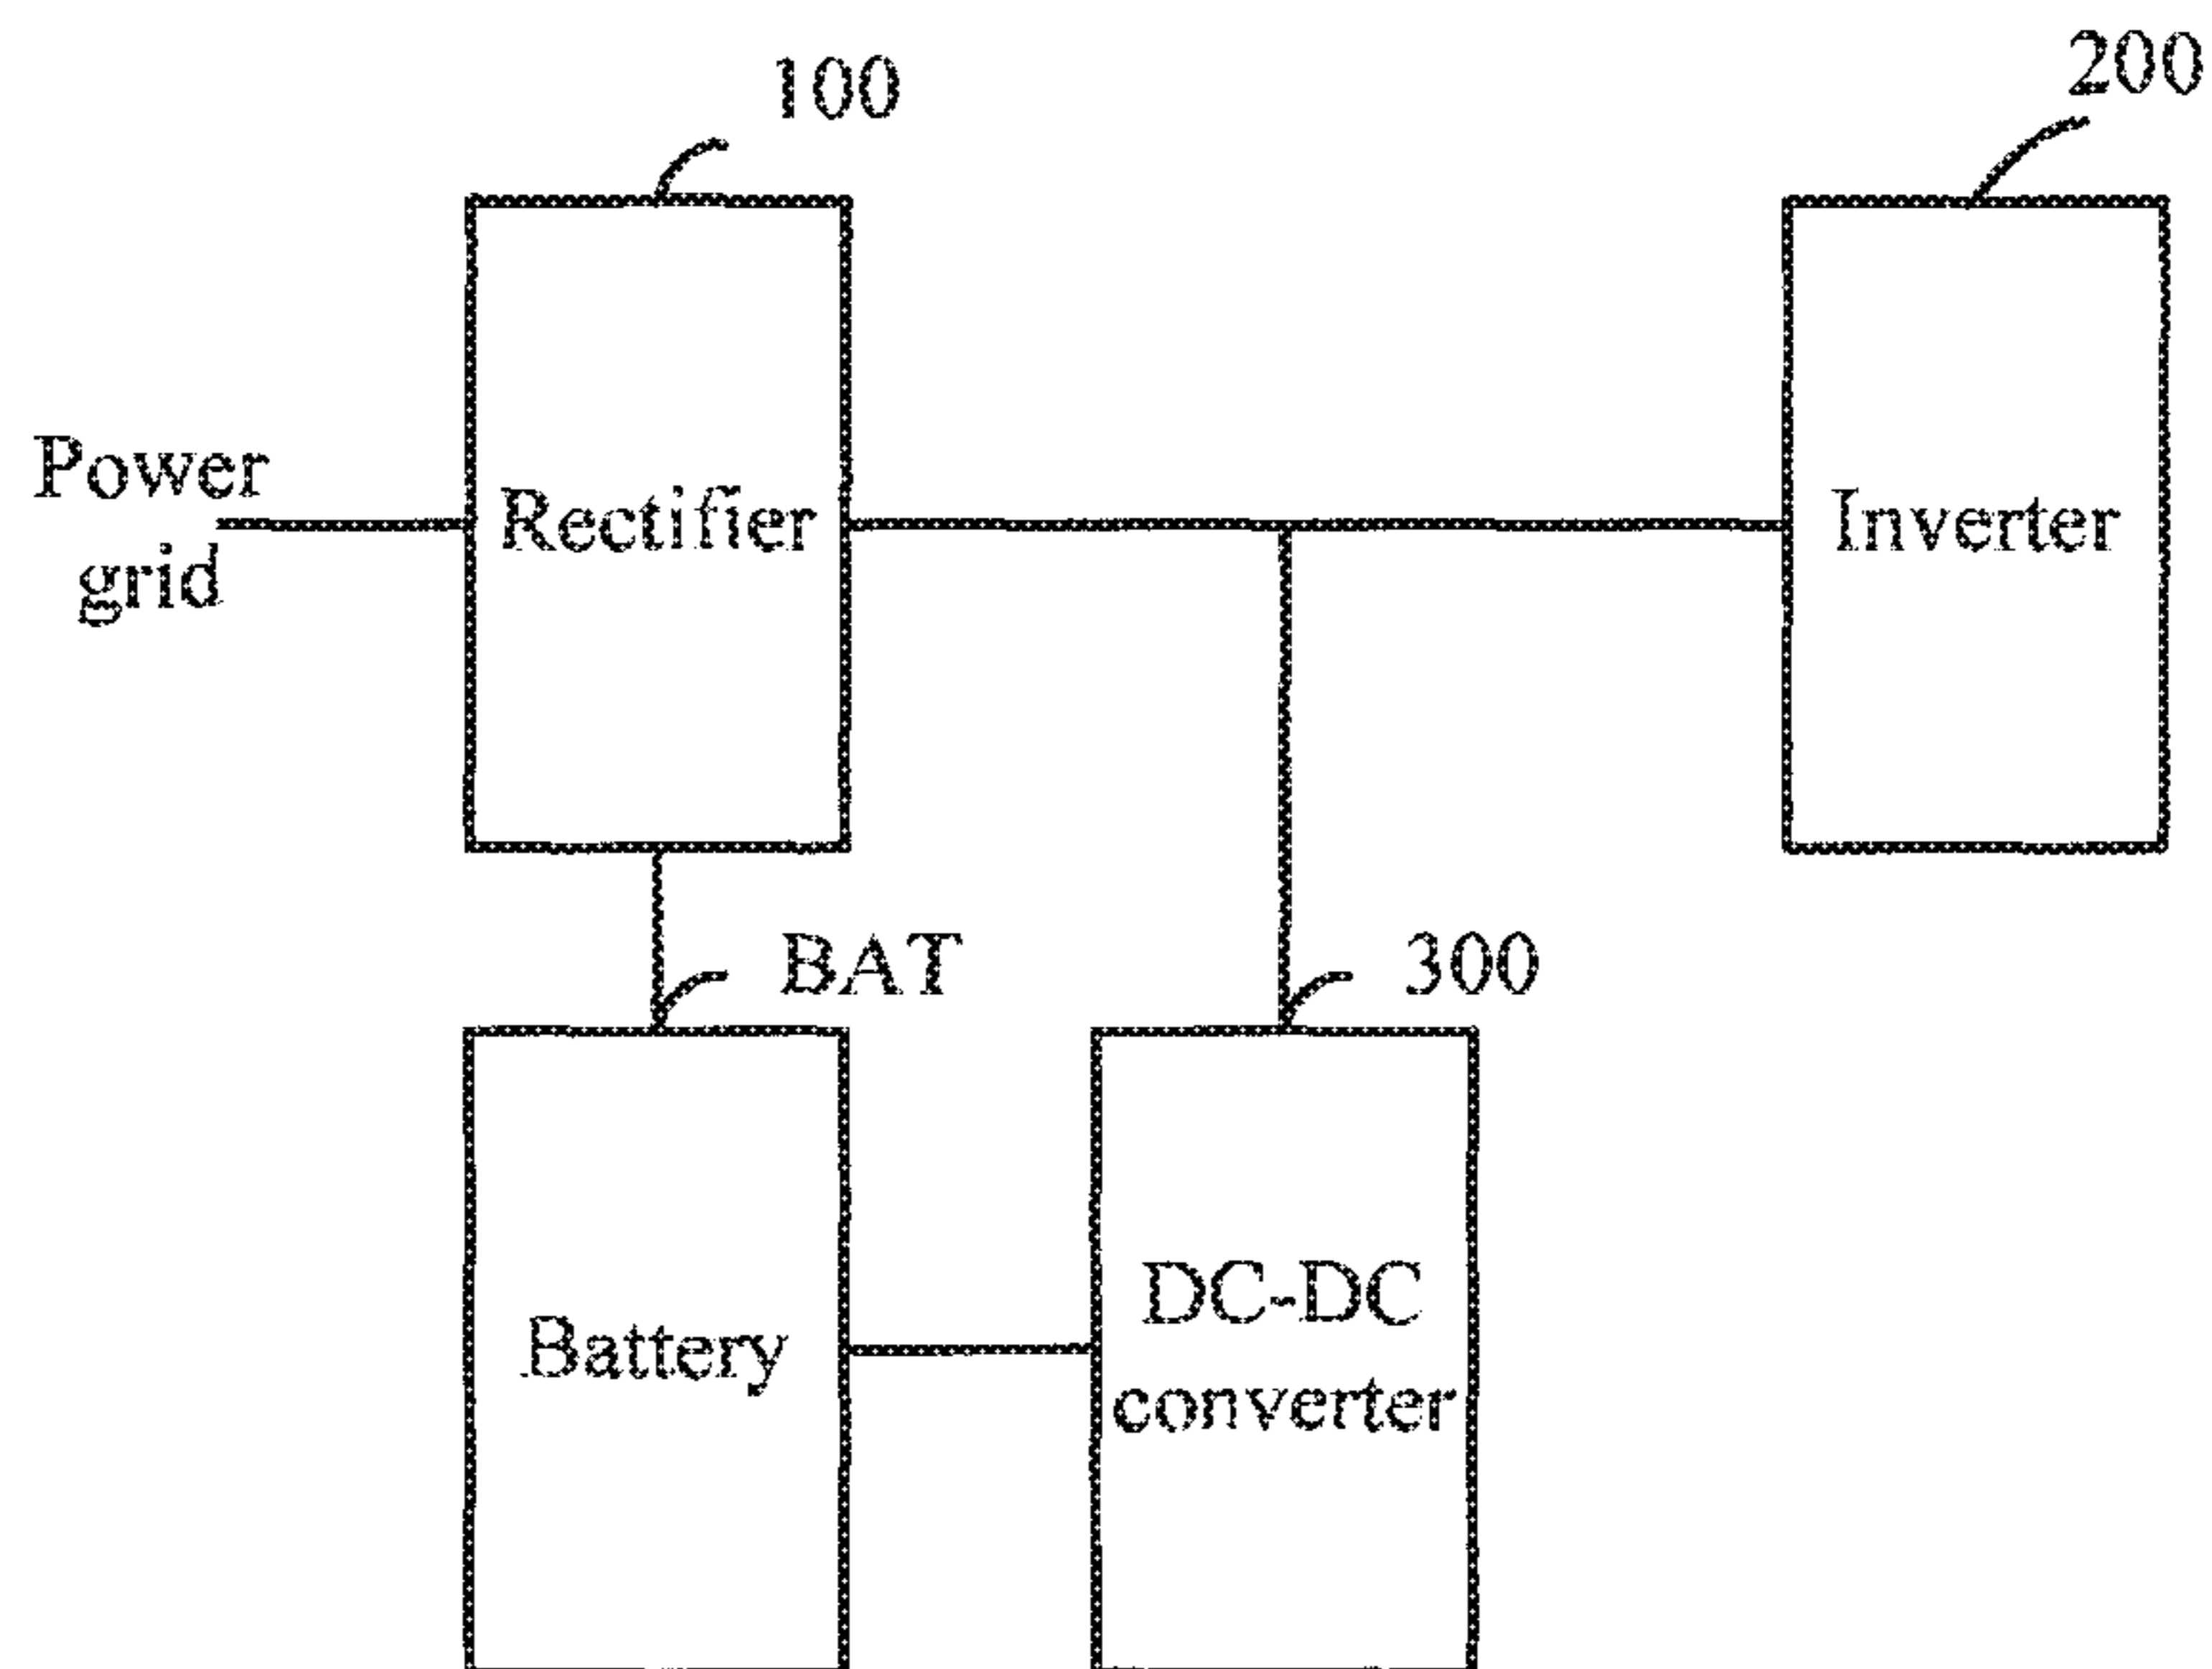 100
200
Power
grid
Rectifier
Inverter
BAT
300
Battery
DC-DC
converter